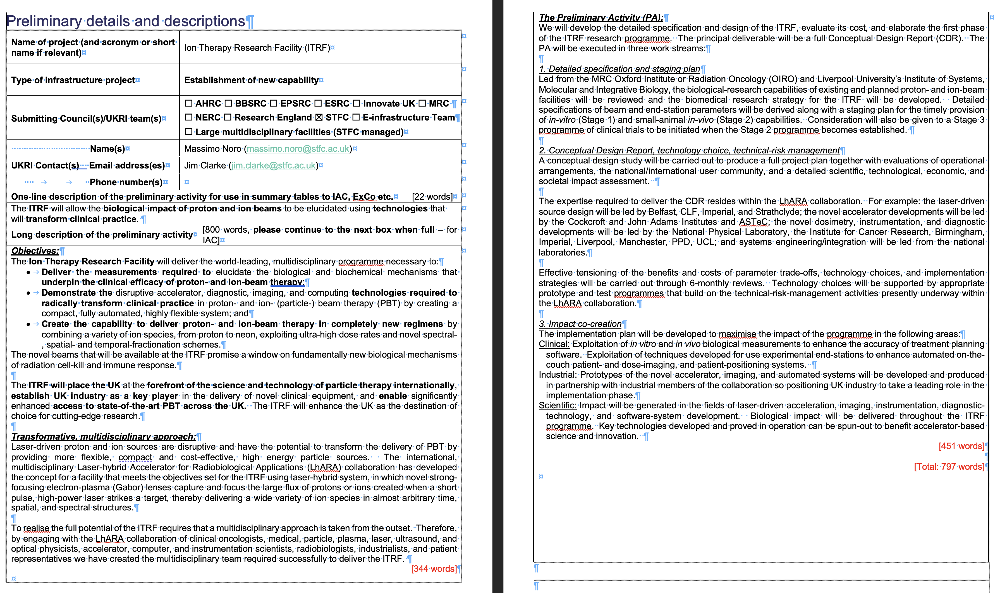 Preliminary details and descriptions¶
Name of project (and acronym or short
name if relevant)¤
Ion Therapy Research Facility (ITRF)¤
Type of infrastructure project¤
Establishment of new capability¤
Submitting Council(s)/UKRI team(s)¤
☐ AHRC ☐ BBSRC ☐ EPSRC ☐ ESRC ☐ Innovate UK ☐ MRC ¶
☐ NERC ☐ Research England ☒ STFC ☐ E-infrastructure Team¶
☐ Large multidisciplinary facilities (STFC managed)¤
Name(s)¤
Massimo Noro (massimo.noro@stfc.ac.uk)¤
UKRI Contact(s) Email address(es)¤
Jim Clarke (jim.clarke@stfc.ac.uk)¤
Phone number(s)¤
One-line description of the preliminary activity for use in summary tables to IAC, ExCo etc.¤ [22 words]¤
The ITRF will allow the biological impact of proton and ion beams to be elucidated using technologies that
will transform clinical practice. ¶
Long description of the preliminary activity¤
[800 words, please continue to the next box when full – for
IAC]¤
Objectives:¶
The Ion Therapy Research Facility will deliver the world-leading, multidisciplinary programme necessary to:¶
• → Deliver the measurements required to elucidate the biological and biochemical mechanisms that
underpin the clinical efficacy of proton- and ion-beam therapy;¶
• → Demonstrate the disruptive accelerator, diagnostic, imaging, and computing technologies required to
radically transform clinical practice in proton- and ion- (particle-) beam therapy (PBT) by creating a
compact, fully automated, highly flexible system; and¶
• → Create the capability to deliver proton- and ion-beam therapy in completely new regimens by
combining a variety of ion species, from proton to neon, exploiting ultra-high dose rates and novel spectral-
, spatial- and temporal-fractionation schemes.¶
The novel beams that will be available at the ITRF promise a window on fundamentally new biological mechanisms
of radiation cell-kill and immune response.¶
¶
The ITRF will place the UK at the forefront of the science and technology of particle therapy internationally,
establish UK industry as a key player in the delivery of novel clinical equipment, and enable significantly
enhanced access to state-of-the-art PBT across the UK. The ITRF will enhance the UK as the destination of
choice for cutting-edge research.¶
¶
Transformative, multidisciplinary approach:¶
Laser-driven proton and ion sources are disruptive and have the potential to transform the delivery of PBT by
providing more flexible, compact and cost-effective, high energy particle sources. The international,
multidisciplinary Laser-hybrid Accelerator for Radiobiological Applications (LhARA) collaboration has developed
the concept for a facility that meets the objectives set for the ITRF using laser-hybrid system, in which novel strong-
focusing electron-plasma (Gabor) lenses capture and focus the large flux of protons or ions created when a short
pulse, high-power laser strikes a target, thereby delivering a wide variety of ion species in almost arbitrary time,
spatial, and spectral structures.¶
¶
To realise the full potential of the ITRF requires that a multidisciplinary approach is taken from the outset. Therefore,
by engaging with the LhARA collaboration of clinical oncologists, medical, particle, plasma, laser, ultrasound, and
optical physicists, accelerator, computer, and instrumentation scientists, radiobiologists, industrialists, and patient
representatives we have created the multidisciplinary team required successfully to deliver the ITRF. ¶
[344 words]¶
¤
The Preliminary Activity (PA):¶
We will develop the detailed specification and design of the ITRF, evaluate its cost, and elaborate the first phase
of the ITRF research programme. The principal deliverable will be a full Conceptual Design Report (CDR). The
PA will be executed in three work streams:¶
¶
1. Detailed specification and staging plan¶
Led from the MRC Oxford Institute or Radiation Oncology (OIRO) and Liverpool University's Institute of Systems,
Molecular and Integrative Biology, the biological-research capabilities of existing and planned proton- and ion-beam
facilities will be reviewed and the biomedical research strategy for the ITRF will be developed. Detailed
specifications of beam and end-station parameters will be derived along with a staging plan for the timely provision
of in-vitro (Stage 1) and small-animal in-vivo (Stage 2) capabilities. Consideration will also be given to a Stage 3
programme of clinical trials to be initiated when the Stage 2 programme becomes established. ¶
¶
2. Conceptual Design Report, technology choice, technical-risk management¶
A conceptual design study will be carried out to produce a full project plan together with evaluations of operational
arrangements, the national/international user community, and a detailed scientific, technological, economic, and
societal impact assessment. ¶
¶
The expertise required to deliver the CDR resides within the LhARA collaboration. For example: the laser-driven
source design will be led by Belfast, CLF, Imperial, and Strathclyde; the novel accelerator developments will be led
by the Cockcroft and John Adams Institutes and ASTeC; the novel dosimetry, instrumentation, and diagnostic
developments will be led by the National Physical Laboratory, the Institute for Cancer Research, Birmingham,
Imperial, Liverpool, Manchester, PPD, UCL; and systems engineering/integration will be led from the national
laboratories.¶
¶
Effective tensioning of the benefits and costs of parameter trade-offs, technology choices, and implementation
strategies will be carried out through 6-monthly reviews. Technology choices will be supported by appropriate
prototype and test programmes that build on the technical-risk-management activities presently underway within
the LhARA collaboration.¶
¶
3. Impact co-creation¶
The implementation plan will be developed to maximise the impact of the programme in the following areas:¶
Clinical: Exploitation of in vitro and in vivo biological measurements to enhance the accuracy of treatment planning
software. Exploitation of techniques developed for use experimental end-stations to enhance automated on-the-
couch patient- and dose-imaging, and patient-positioning systems. ¶
Industrial: Prototypes of the novel accelerator, imaging, and automated systems will be developed and produced
in partnership with industrial members of the collaboration so positioning UK industry to take a leading role in the
implementation phase.¶
Scientific: Impact will be generated in the fields of laser-driven acceleration, imaging, instrumentation, diagnostic-
technology, and software-system development. Biological impact will be delivered throughout the ITRF
programme. Key technologies developed and proved in operation can be spun-out to benefit accelerator-based
science and innovation. ¶
[451 words]¶
¶
[Total: 797 words]¶
¤
¶
¶